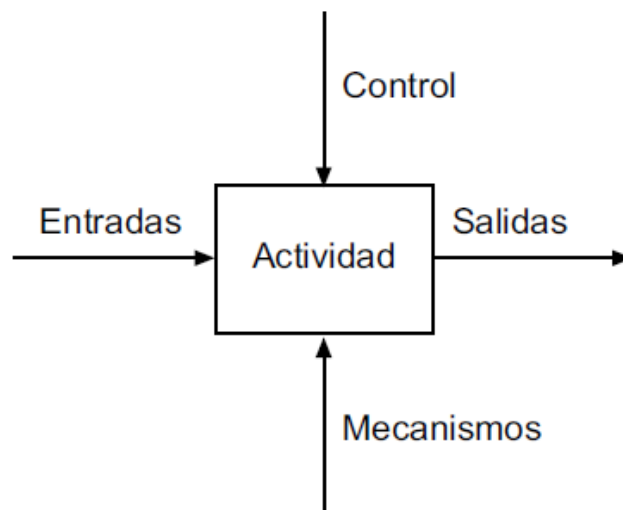 Control
Entradas
Actividad
Salidas
Mecanismos